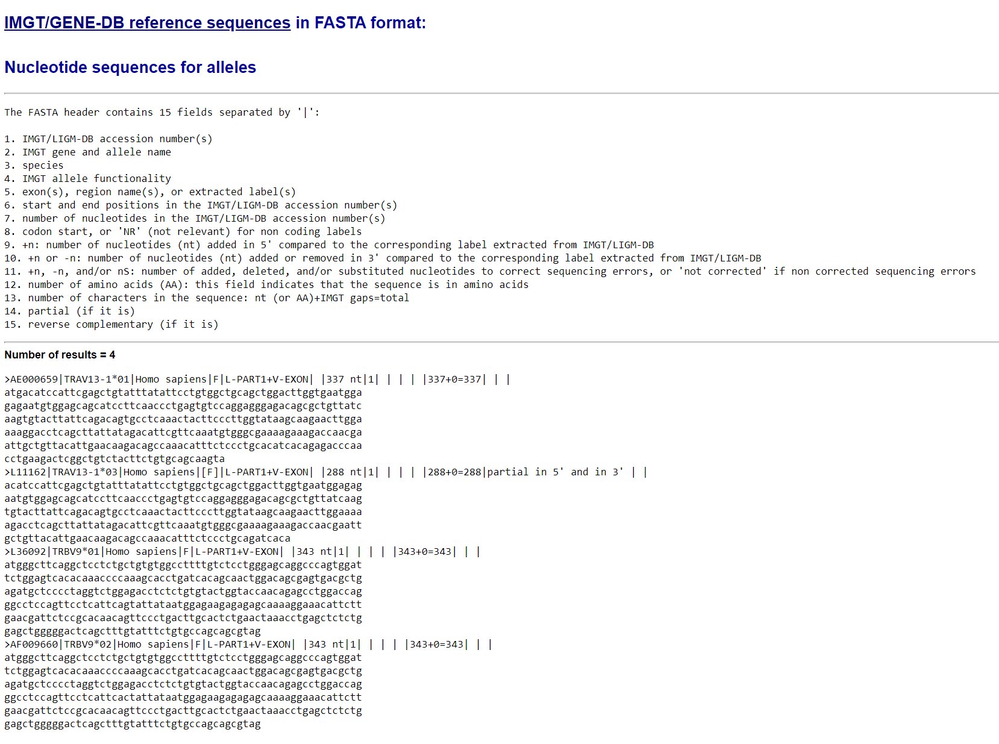 IMGT/GENE-DB reference sequences in FASTA format:
Nucleotide sequences for alleles
The FASTA header contains 15 fields separated by '|':
1. IMGT/LIGM-DB accession number(s)
2. IMGT gene and allele name
3. species
4. IMGT allele functionality
5. exon(s), region name(s), or extracted label(s)
6. start and end positions in the IMGT/LIGM-DB accession number(s)
7. number of nucleotides in the IMGT/LIGM-DB accession number(s)
8. codon start, or 'NR' (not relevant) for non coding labels
9. +n: number of nucleotides (nt) added in 5' compared to the corresponding label extracted from IMGT/LIGM-DB
10. +n or -n: number of nucleotides (nt) added or removed in 3' compared to the corresponding label extracted from IMGT/LIGM-DB
11. +n, -n, and/or nS: number of added, deleted, and/or substituted nucleotides to correct sequencing errors, or 'not corrected' if non corrected sequencing errors
12. number of amino acids (AA): this field indicates that the sequence is in amino acids
13. number of characters in the sequence: nt (or AA)+IMGT gaps=total
14. partial (if it is)
15. reverse complementary (if it is)
Number of results = 4
>AE000659|TRAV13-1*01|Homo sapiens|F|L-PART1+V-EXON| |337 nt|1| | | | |337+0=337| | |
atgacatccattcgagctgtatttatattcctgtggctgcagctggacttggtgaatgga
gagaatgtggagcagcatccttcaaccctgagtgtccaggagggagacagcgctgttatc
aagtgtacttattcagacagtgcctcaaactacttcccttggtataagcaagaacttgga
aaaggacctcagcttattatagacattcgttcaaatgtgggcgaaaagaaagaccaacga
attgctgttacattgaacaagacagccaaacatttctccctgcacatcacagagacccaa
cctgaagactcggctgtctacttctgtgcagcaagta
>L11162|TRAV13-1*03|Homo sapiens|[F]|L-PART1+V-EXON| |288 nt|1| | | | |288+0=288|partial in 5' and in 3' | |
acatccattcgagctgtatttatattcctgtggctgcagctggacttggtgaatggagag
aatgtggagcagcatccttcaaccctgagtgtccaggagggagacagcgctgttatcaag
tgtacttattcagacagtgcctcaaactacttcccttggtataagcaagaacttggaaaa
agacctcagcttattatagacattcgttcaaatgtgggcgaaaagaaagaccaacgaatt
gctgttacattgaacaagacagccaaacatttctccctgcagatcaca
>L36092|TRBV9*01|Homo sapiens|F|L-PART1+V-EXON| |343 nt|1| | | | |343+0=343| | |
atgggcttcaggctcctctgctgtgtggccttttgtctcctgggagcaggcccagtggat
tctggagtcacacaaaccccaaagcacctgatcacagcaactggacagcgagtgacgctg
agatgctcccctaggtctggagacctctctgtgtactggtaccaacagagcctggaccag
ggcctccagttcctcattcagtattataatggagaagagagagcaaaaggaaacattctt
gaacgattctccgcacaacagttccctgacttgcactctgaactaaacctgagctctctg
gagctgggggactcagctttgtatttctgtgccagcagcgtag
>AF009660|TRBV9*02|Homo sapiens|F|L-PART1+V-EXON| |343 nt|1| | | | |343+0=343| | |
atgggcttcaggctcctctgctgtgtggccttttgtctcctgggagcaggcccagtggat
tctggagtcacacaaaccccaaagcacctgatcacagcaactggacagcgagtgacgctg
agatgctcccctaggtctggagacctctctgtgtactggtaccaacagagcctggaccag
ggcctccagttcctcattcactattataatggagaagagagagcaaaaggaaacattctt
gaacgattctccgcacaacagttccctgacttgcactctgaactaaacctgagctctctg
gagctgggggactcagctttgtatttctgtgccagcagcgtag